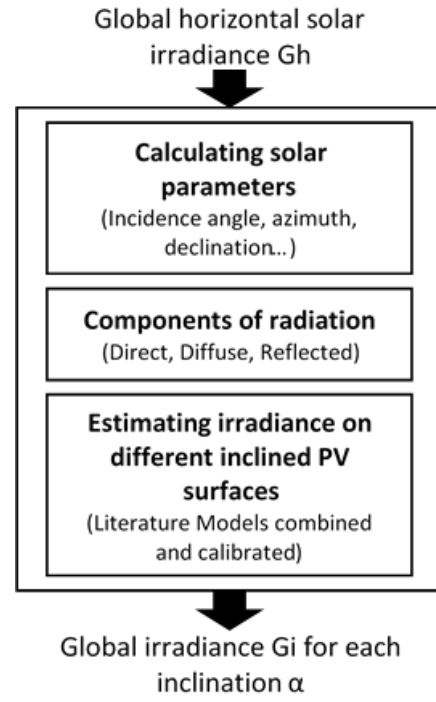 Global horizontal solar
irradiance Gh
Calculating solar
parameters
(Incidence angle, azimuth,
declination...)
Components of radiation
(Direct, Diffuse, Reflected)
Estimating irradiance on
different inclined PV
surfaces
(Literature Models combined
and calibrated)
Global irradiance Gi for each
inclination α